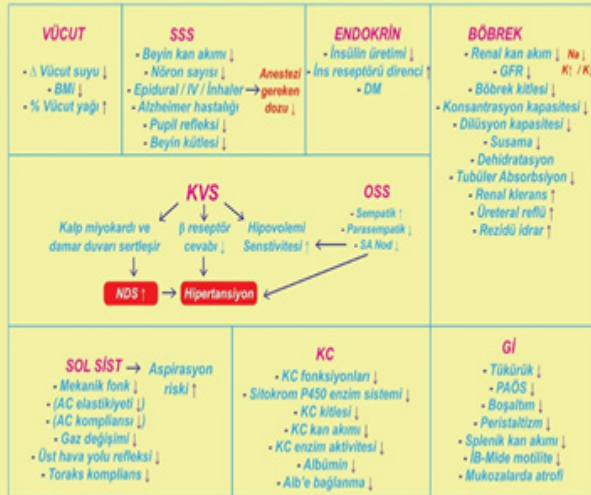 VÜCUT
- Δ Vücut suyu ↓
- BMİ ↓
- % Vücut yağı ↑
SSS
- Beyin kan akımı ↓
- Nöron sayısı ↓
- Epidural / IV / İnhaler → Anestezi gereken dozu ↓
- Alzheimer hastalığı
- Pupil refleksi ↓
- Beyin kütlesi ↓
ENDOKRİN
- İnsülin üretimi ↓
- İns reseptörü direnci ↑
- DM
BÖBREK
- Renal kan akım ↓
- GFR ↓
- Böbrek kitlesi ↓
- Konsantrasyon kapasitesi ↓
- Dilüsyon kapasitesi ↓
- Susama ↓
- Dehidratasyon
- Tubüler Absorbsiyon ↓
- Renal klerans ↑
- Üreteral reflü ↑
- Rezidü idrar ↑
Na ↓
K↑ / K↓
KVS
Kalp miyokardı ve
damar duvarı sertleşir
β reseptör
cevabı ↓
Hipovolemi
Senstivitesi ↑
NDS ↑ → Hipertansiyon
OSS
- Sempatik ↑
- Parasempatik ↓
- SA Nod ↓
SOL SİST → Aspirasyon
riski ↑
- Mekanik fonk ↓
- (AC elastikiyeti ↓)
- (AC kompliansı ↓)
- Gaz değişimi ↓
- Üst hava yolu refleksi ↓
- Toraks komplians ↓
KC
- KC fonksiyonları ↓
- Sitokrom P450 enzim sistemi ↓
- KC kitlesi ↓
- KC kan akımı ↓
- KC enzim aktivitesi ↓
- Albümin ↓
- Alb'e bağlanma ↓
Gİ
- Tükürük ↓
- PAÖS ↓
- Boşaltım ↓
- Peristaltizm ↓
- Splenik kan akımı ↓
- İB-Mide motilite ↓
- Mukozalarda atrofi